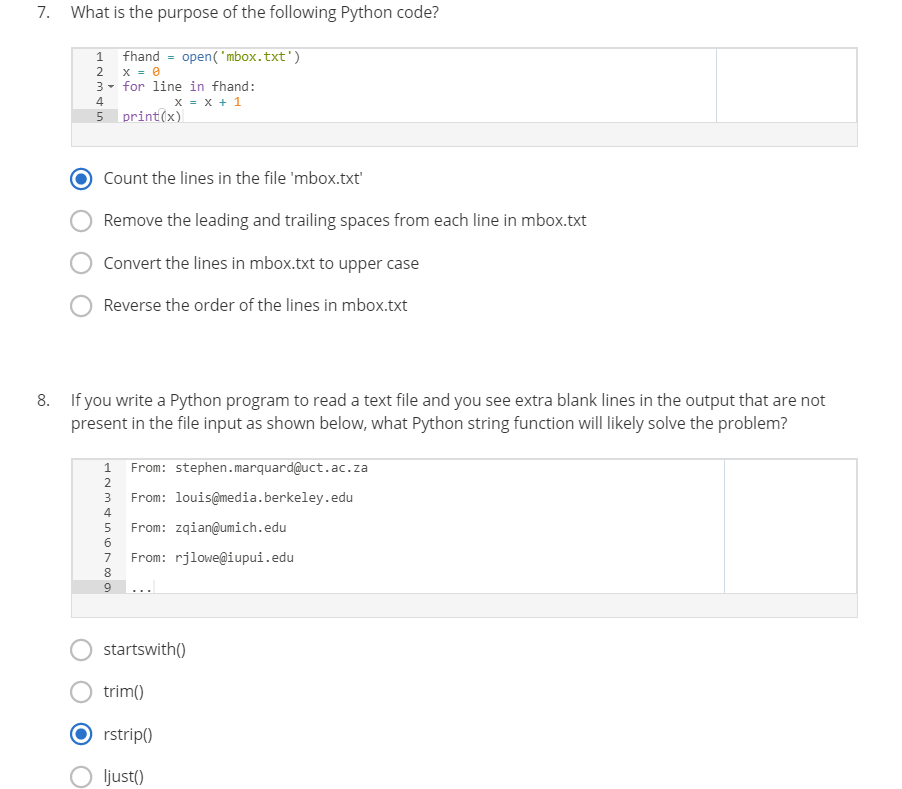 7. What is the purpose of the following Python code?
1 fhand = open('mbox.txt')
2 x = 0
3 for line in fhand:
4 x = x + 1
5 print(x)
Count the lines in the file 'mbox.txt'
Remove the leading and trailing spaces from each line in mbox.txt
Convert the lines in mbox.txt to upper case
Reverse the order of the lines in mbox.txt
8. If you write a Python program to read a text file and you see extra blank lines in the output that are not
present in the file input as shown below, what Python string function will likely solve the problem?
1 From: stephen.marquard@uct.ac.za
2
3 From: louis@media.berkeley.edu
4
5 From: zqian@umich.edu
6
7 From: rjlowe@iupui.edu
8
9 ...
startswith()
trim()
rstrip()
ljust()